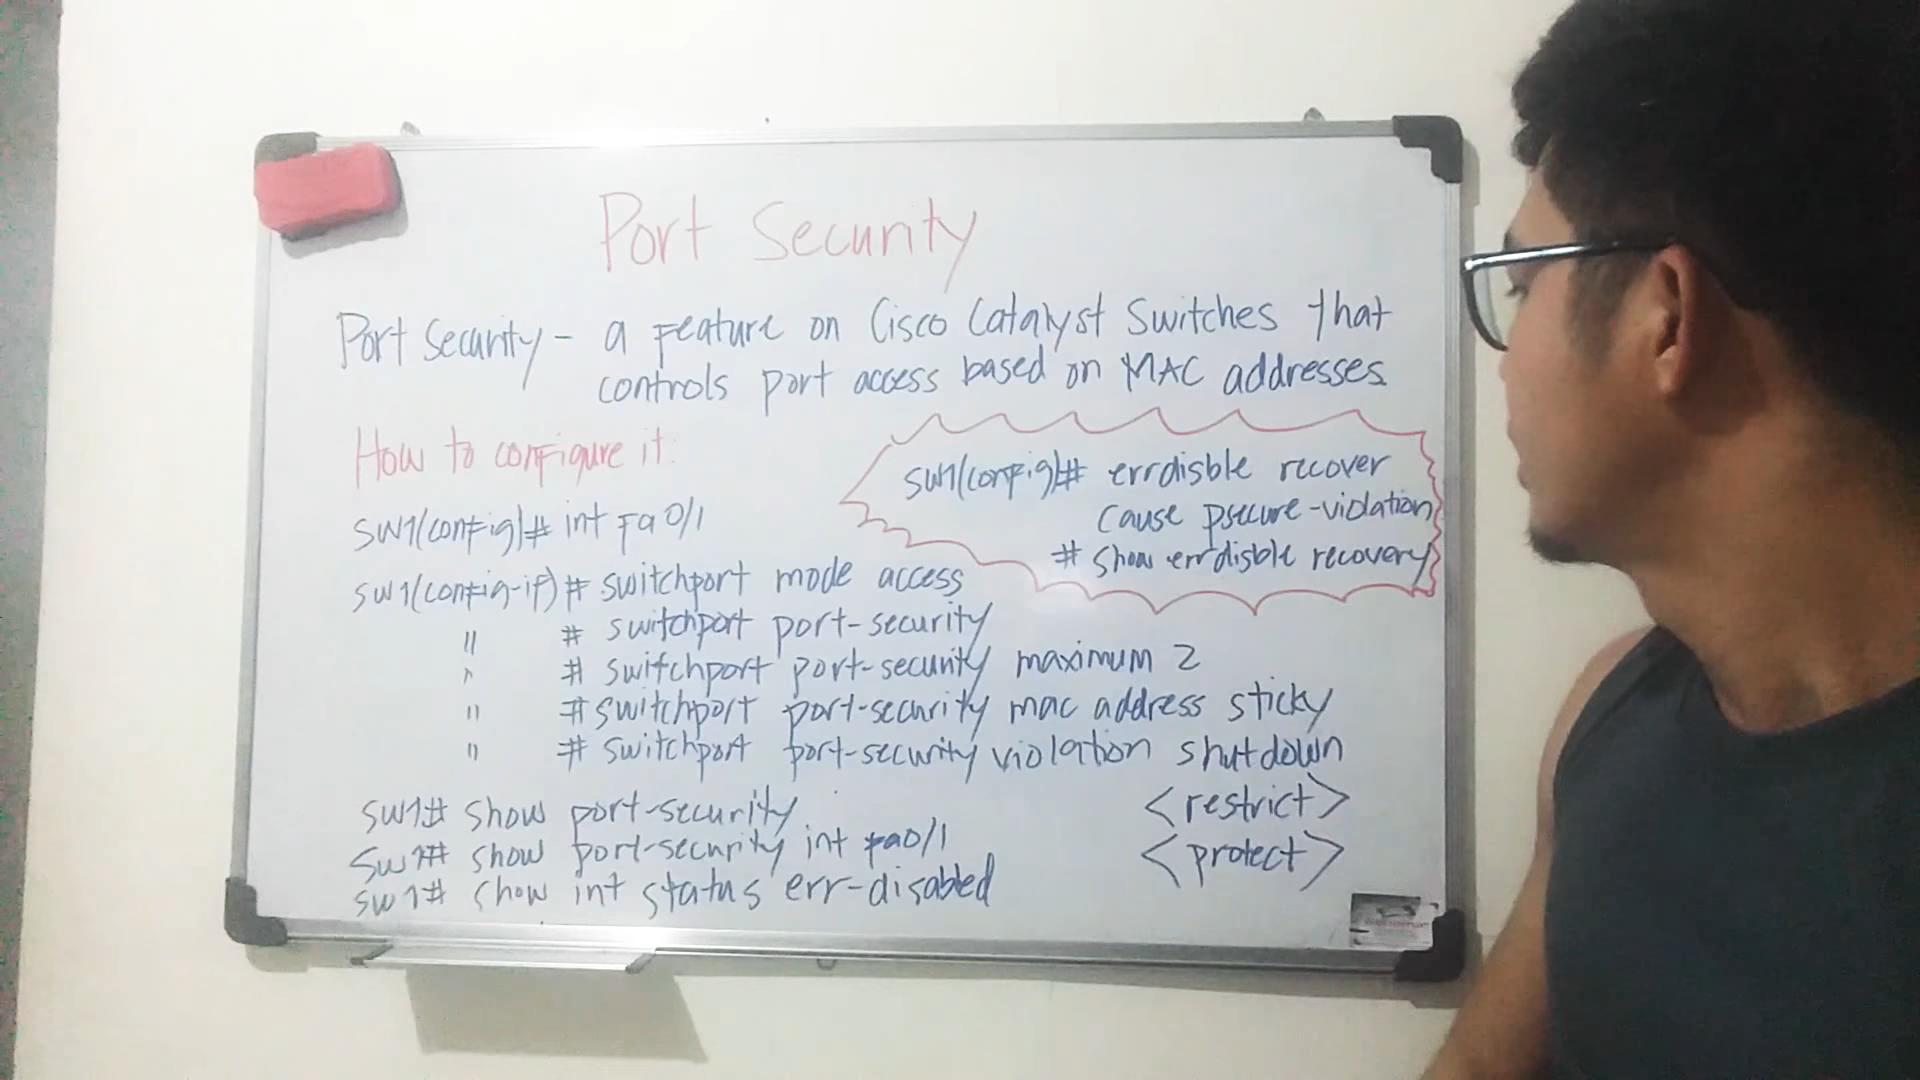 Port Security
Port Security - a Feature on Cisco Catalyst Switches that
controls port access based on MAC addresses
How to configure it:
SW1(config)# int Fa0/1
SW1(config-if)# switchport mode access
" # switchport port-security
" # switchport port-security maximum 2
" # switchport port-security mac address sticky
" # switchport port-security violation shutdown
<restrict>
<protect>
SW1# show port-security
SW1# show port-security int fa0/1
SW1# show int status err-disabled
SW1(config)# errdisble recover
cause psecure-violation
# show errdisble recovery